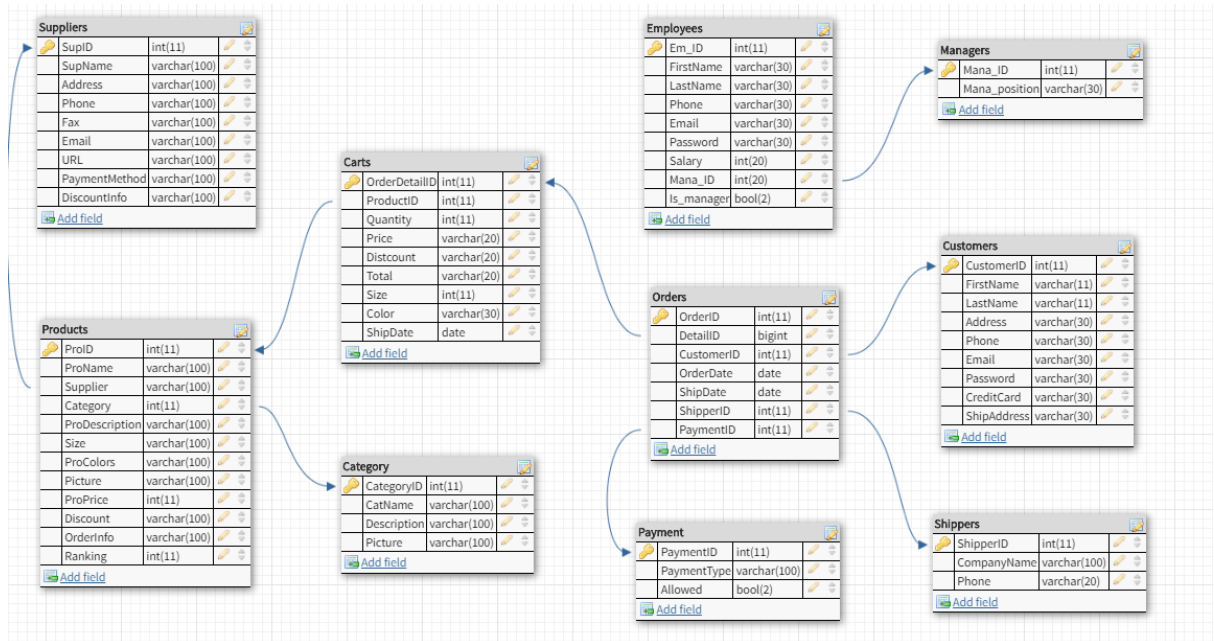 Suppliers
SupID int(11)
SupName varchar(100)
Address varchar(100)
Phone varchar(100)
Fax varchar(100)
Email varchar(100)
URL varchar(100)
PaymentMethod varchar(100)
DiscountInfo varchar(100)
Add field
Employees
Em_ID int(11)
FirstName varchar(30)
LastName varchar(30)
Phone varchar(30)
Email varchar(30)
Password varchar(30)
Salary int(20)
Mana_ID int(20)
Is_manager bool(2)
Add field
Managers
Mana_ID int(11)
Mana_position varchar(30)
Add field
Carts
OrderDetailID int(11)
ProductID int(11)
Quantity int(11)
Price varchar(20)
Distcount varchar(20)
Total varchar(20)
Size int(11)
Color varchar(30)
ShipDate date
Add field
Customers
CustomerID int(11)
FirstName varchar(11)
LastName varchar(11)
Address varchar(30)
Phone varchar(30)
Email varchar(30)
Password varchar(30)
CreditCard varchar(30)
ShipAddress varchar(30)
Add field
Orders
OrderID int(11)
DetailID bigint
CustomerID int(11)
OrderDate date
ShipDate date
ShipperID int(11)
PaymentID int(11)
Add field
Products
ProID int(11)
ProName varchar(100)
Supplier varchar(100)
Category int(11)
ProDescription varchar(100)
Size varchar(100)
ProColors varchar(100)
Picture varchar(100)
ProPrice int(11)
Discount varchar(100)
OrderInfo varchar(100)
Ranking int(11)
Add field
Category
CategoryID int(11)
CatName varchar(100)
Description varchar(100)
Picture varchar(100)
Add field
Payment
PaymentID int(11)
PaymentType varchar(100)
Allowed bool(2)
Add field
Shippers
ShipperID int(11)
CompanyName varchar(100)
Phone varchar(20)
Add field